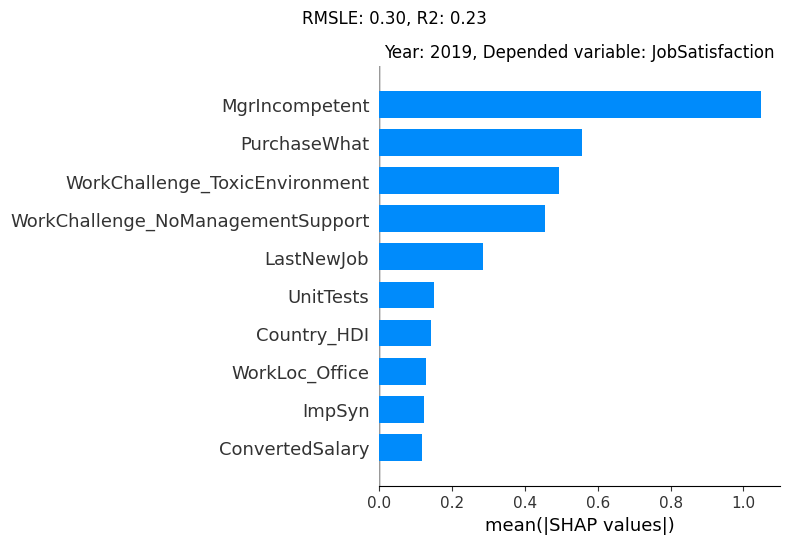 RMSLE: 0.30, R2: 0.23
Year: 2019, Depended variable: JobSatisfaction
MgrIncompetent
PurchaseWhat
WorkChallenge_ToxicEnvironment
WorkChallenge_NoManagementSupport
LastNewJob
UnitTests
Country_HDI
WorkLoc_Office
ImpSyn
ConvertedSalary
0.0 0.2 0.4 0.6 0.8 1.0
mean(|SHAP values|)